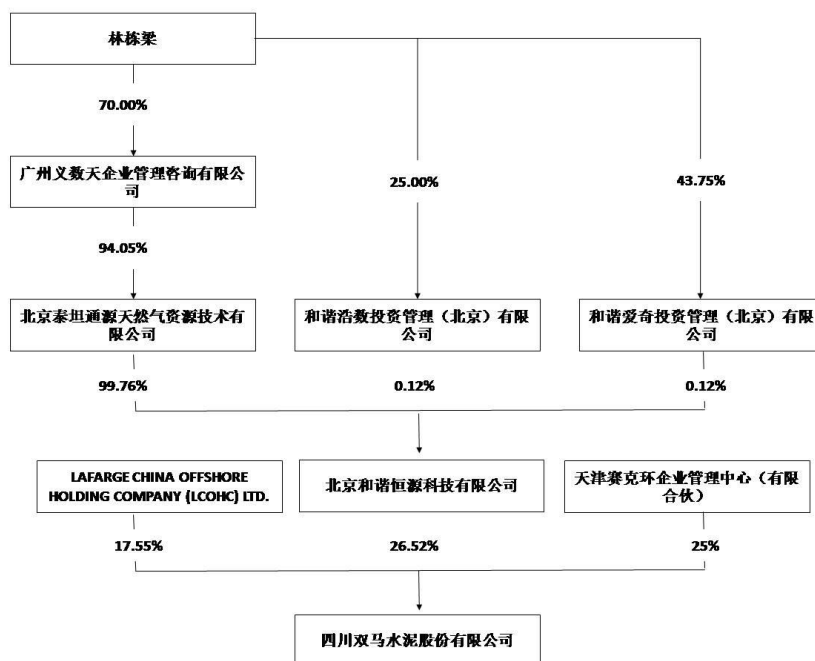 林栋梁
70.00%
广州义数天企业管理咨询有限公
司
25.00%
43.75%
94.05%
北京泰坦通源天然气资源技术有
限公司
和谐浩数投资管理（北京）有限
公司
和谐爱奇投资管理（北京）有限
公司
99.76%
0.12%
0.12%
LAFARGE CHINA OFFSHORE
HOLDING COMPANY (LCOHC) LTD.
北京和谐恒源科技有限公司
天津赛克环企业管理中心（有限
合伙）
17.55%
26.52%
25%
四川双马水泥股份有限公司